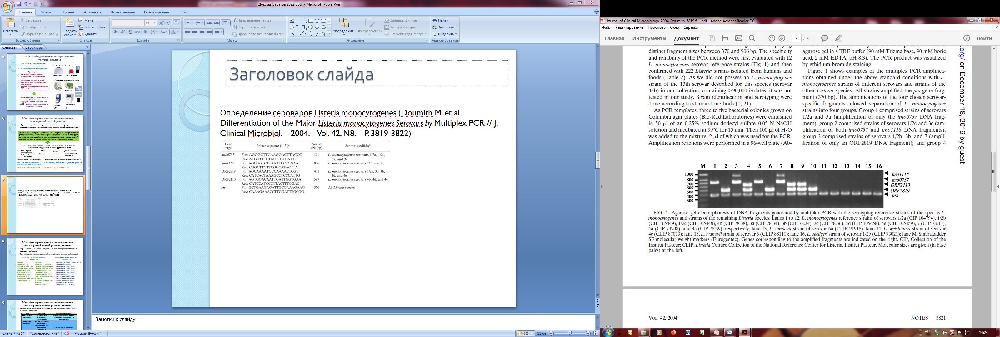 Доклад Саратов 2022.pptx - Microsoft PowerPoint
Главная
Вставка
Дизайн
Анимация
Показ слайдов
Рецензирование
Вид
Вставить
Вырезать
Копировать
Формат по образцу
Буфер обмена
Создать слайд
Макет
Восстановить
Удалить
Слайды
39
Шрифт
Направление текста
Выровнять текст
Преобразовать в SmartArt
Абзац
Упорядочить
Экспресс-стили
Заливка фигуры
Контур фигуры
Эффекты для фигур
Рисование
Найти
Заменить
Выделить
Редактирование
Слайды
Структура
5
ПЦР с гибридизационно-флуоресцентным
учетом результатов
6
Многофакторный анализ с использованием
полимеразной цепной реакции
7
8
Многофакторный анализ с использованием
полимеразной цепной реакции
9
Многофакторный анализ с использованием
полимеразной цепной реакции
Заголовок слайда
Определение сероваров Listeria monocytogenes (Doumith M. et al.
Differentiation of the Major Listeria monocytogenes Serovars by Multiplex PCR // J.
Clinical Microbiol. – 2004. – Vol. 42, N8. – P. 3819-3822)
Gene target Primer sequence (5'-3')a Product size (bp) Serovar specificityb
lmo0737 For: AGGGCTTCAAGGACTTACCC 691 L. monocytogenes serovars 1/2a, 1/2c,
Rev: ACGATTTCTGCTTGCCATTC 3a, and 3c
lmo1118 For: AGGGGTCTTAAATCCTGGAA 906 L. monocytogenes serovars 1/2c and 3c
Rev: CGGCTTGTTCGGCATACTTA
ORF2819 For: AGCAAAATGCCAAAACTCGT 471 L. monocytogenes serovars 1/2b, 3b, 4b,
Rev: CATCACTAAAGCCTCCCATTG 4d, and 4e
ORF2110 For: AGTGGACAATTGATTGGTGAA 597 L. monocytogenes serovars 4b, 4d, and 4e
Rev: CATCCATCCCTTACTTTGGAC
prs For: GCTGAAGAGATTGCGAAAGAAG 370 All Listeria species
Rev: CAAAGAAACCTTGGATTTGCGG
Заметки к слайду
Слайд 7 из 14
"Солнцестояние"
Русский (Россия)
115%
Journal of Clinical Microbiology-2004-Doumith-3819.full.pdf - Adobe Acrobat Reader DC
Файл Редактирование Просмотр Окно Справка
Главная Инструменты Документ
2 / 4
Войти
in Table 1. Each PCR product was designed for amplifying
distinct fragment sizes between 370 and 906 bp. The specificity
and reliability of the PCR method were first evaluated with 12
L. monocytogenes serovar reference strains (Fig. 1) and then
confirmed with 222 Listeria strains isolated from humans and
foods (Table 2). As we did not possess an L. monocytogenes
strain of the 13th serovar described for this species (serovar
4ab) in our collection, containing >90,000 isolates, it was not
tested in our study. Strain identification and serotyping were
done according to standard methods (1, 21).
As PCR templates, three to five bacterial colonies grown on
Columbia agar plates (Bio-Rad Laboratories) were emulsified
in 50 µl of an 0.25% sodium dodecyl sulfate–0.05 N NaOH
solution and incubated at 99°C for 15 min. Then 100 µl of H2O
was added to the mixture, 2 µl of which was used for the PCR.
Amplification reactions were performed in a 96-well plate (Ab-
mixed with 3 µl of loading buffer and separated on a 2%
agarose gel in a TBE buffer (90 mM Trizma base, 90 mM boric
acid, 2 mM EDTA, pH 8.3). The PCR product was visualized
by ethidium bromide staining.
Figure 1 shows examples of the multiplex PCR amplifica-
tions obtained under the above standard conditions with L.
monocytogenes strains of different serovars and strains of the
other Listeria species. All strains amplified the prs gene frag-
ment (370 bp). The amplifications of the four chosen serovar-
specific fragments allowed separation of L. monocytogenes
strains into four groups. Group 1 comprised strains of serovars
1/2a and 3a (amplification of only the lmo0737 DNA frag-
ment); group 2 comprised strains of serovars 1/2c and 3c (am-
plification of both lmo0737 and lmo1118 DNA fragments);
group 3 comprised strains of serovars 1/2b, 3b, and 7 (ampli-
fication of only an ORF2819 DNA fragment); and group 4
.org/ on December 18, 2019 by guest
M 1 2 3 4 5 6 7 8 9 10 11 12 13 14 15 16
1000
800
700
600
500
400
300
lmo1118
lmo0737
ORF2110
ORF2819
prs
FIG. 1. Agarose gel electrophoresis of DNA fragments generated by multiplex PCR with the serotyping reference strains of the species L.
monocytogenes and strains of the remaining Listeria species. Lanes 1 to 12, L. monocytogenes reference strains of serovars 1/2a (CIP 104794), 1/2b
(CIP 105449), 1/2c (CIP 105448), 4b (CIP 78.38), 3a (CIP 78.34), 3b (CIP 78.34), 3c (CIP 78.36), 4d (CIP 105458), 4e (CIP 105459), 7 (CIP 78.43),
4a (CIP 74908), and 4c (CIP 78.39), respectively; lane 13, L. innocua strain of serovar 6a (CLIP 91918); lane 14, L. welshimeri strain of serovar
4c (CLIP 87073); lane 15, L. ivanovii strain of serovar 5 (CLIP 88111); lane 16, L. seeligeri strain of serovar 1/2b (CLIP 73021); lane M, SmartLadder
SF molecular weight markers (Eurogentec). Genes corresponding to the amplified fragments are indicated on the right. CIP, Collection of the
Institut Pasteur; CLIP, Listeria Culture Collection of the National Reference Center for Listeria, Institut Pasteur. Molecular sizes are given (in base
pairs) at the left.
VOL. 42, 2004
NOTES 3821
RU
14:23